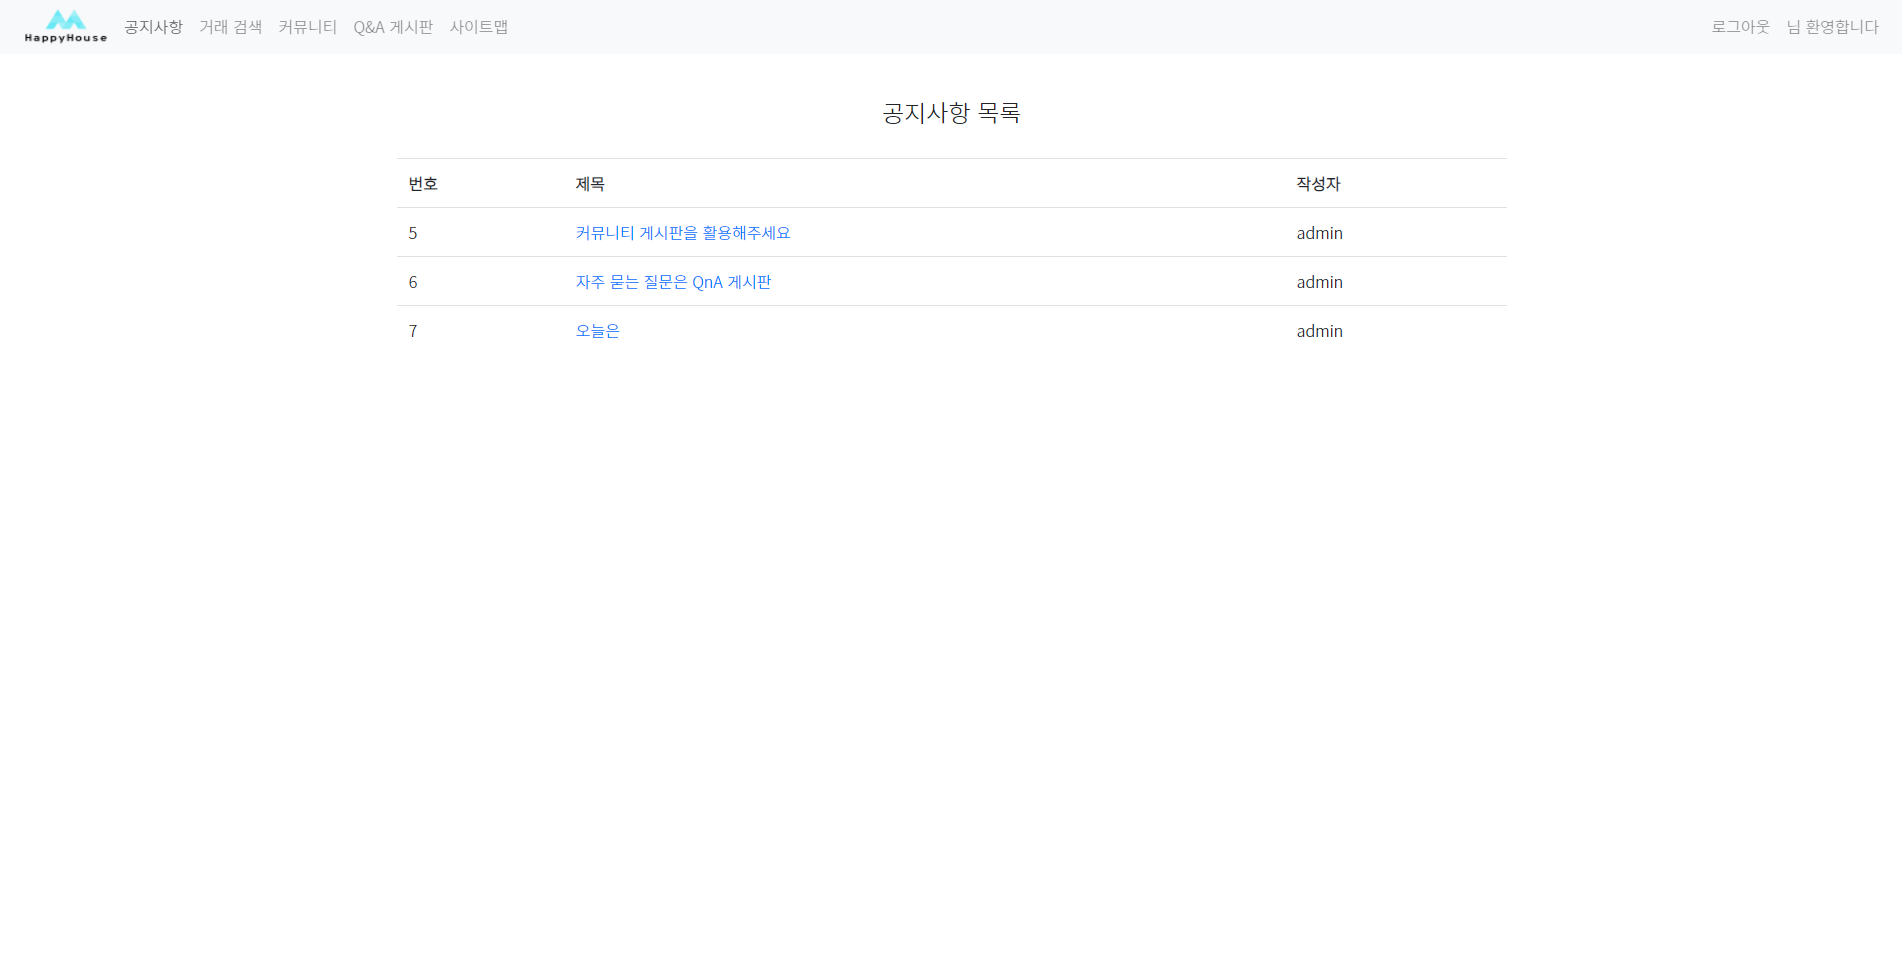 HappyHouse 공지사항 거래 검색 커뮤니티 Q&A 게시판 사이트맵 로그아웃 님 환영합니다
공지사항 목록
번호 제목 작성자
5 커뮤니티 게시판을 활용해주세요 admin
6 자주 묻는 질문은 QnA 게시판 admin
7 오늘은 admin